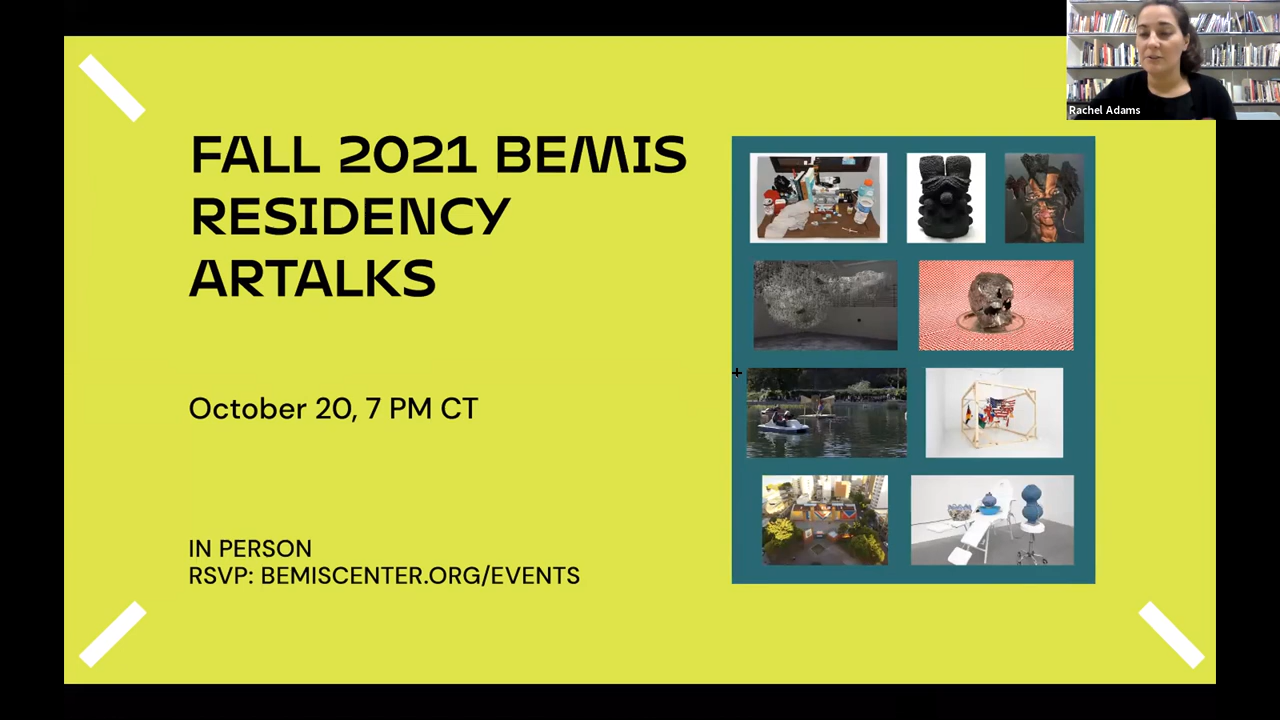 Rachel Adams
FALL 2021 BEMIS
RESIDENCY
ARTALKS
October 20, 7 PM CT
IN PERSON
RSVP: BEMISCENTER.ORG/EVENTS